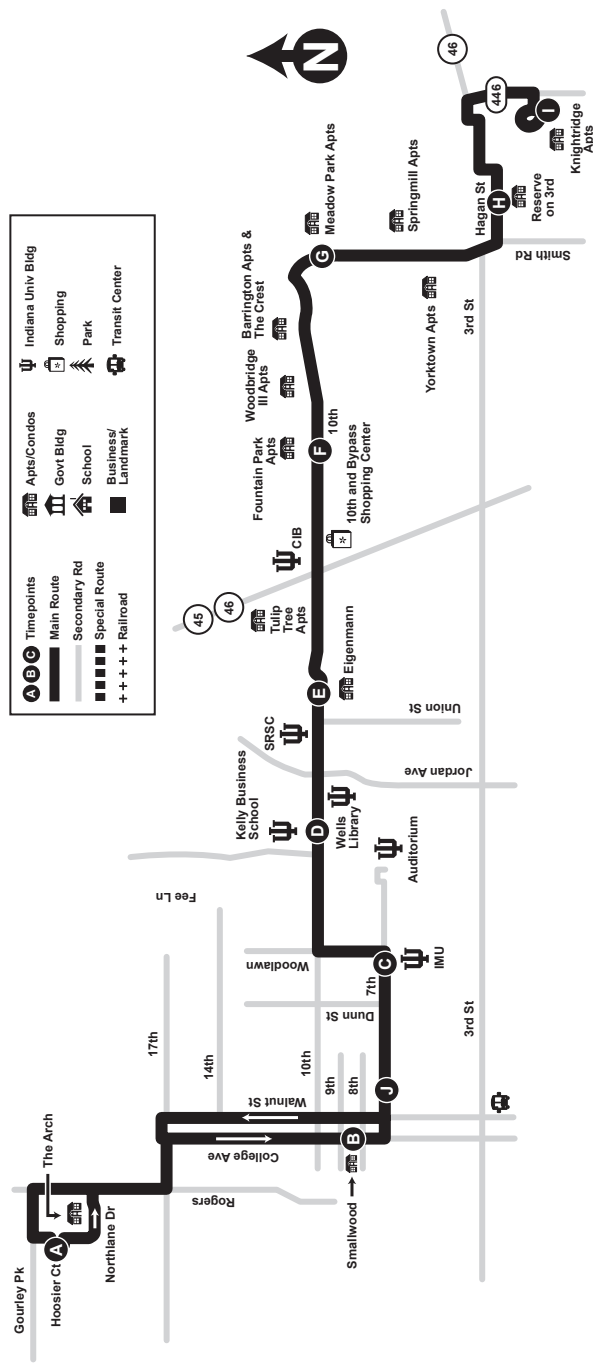 A B C Timepoints
Main Route
Secondary Rd
Special Route
Railroad
Apts/Condos
Govt Bldg
School
Business/
Landmark
Indiana Univ Bldg
Shopping
Park
Transit Center
N
Gourley Pk
Hoosier Ct
A
The Arch
Northlane Dr
Rogers
17th
14th
10th
9th
8th
College Ave
Walnut St
Smallwood
B
J
7th
Dunn St
Woodlawn
Fee Ln
C
IMU
Auditorium
Kelly Business
School
D
Wells
Library
SRSC
Jordan Ave
Union St
E
Eigenmann
Tulip
Tree
Apts
45
46
CIB
10th and Bypass
Shopping Center
Fountain Park
Apts
F
10th
Woodbridge
III Apts
Barrington Apts &
The Crest
G
Meadow Park Apts
Springmill Apts
Yorktown Apts
3rd St
3rd St
Smith Rd
Hagan St
H
Reserve
on 3rd
46
446
I
Knightridge
Apts